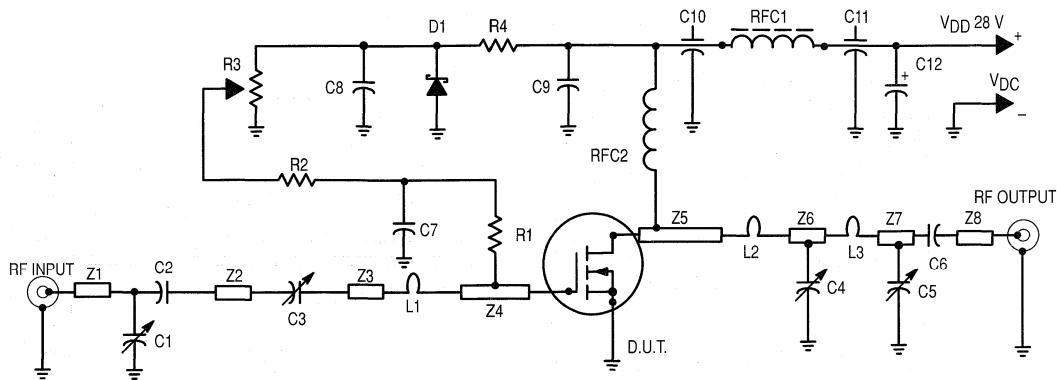 C10 RFC1 C11 VDD 28 V +
D1 R4
R3 C8 C9 C12 +
VDC −
RFC2
R2
RF OUTPUT
C7 R1 Z5 Z6 Z7 Z8
L2 L3 C6
RF INPUT Z1 C2 Z2 Z3
C4 C5
C3 L1 Z4
C1
D.U.T.